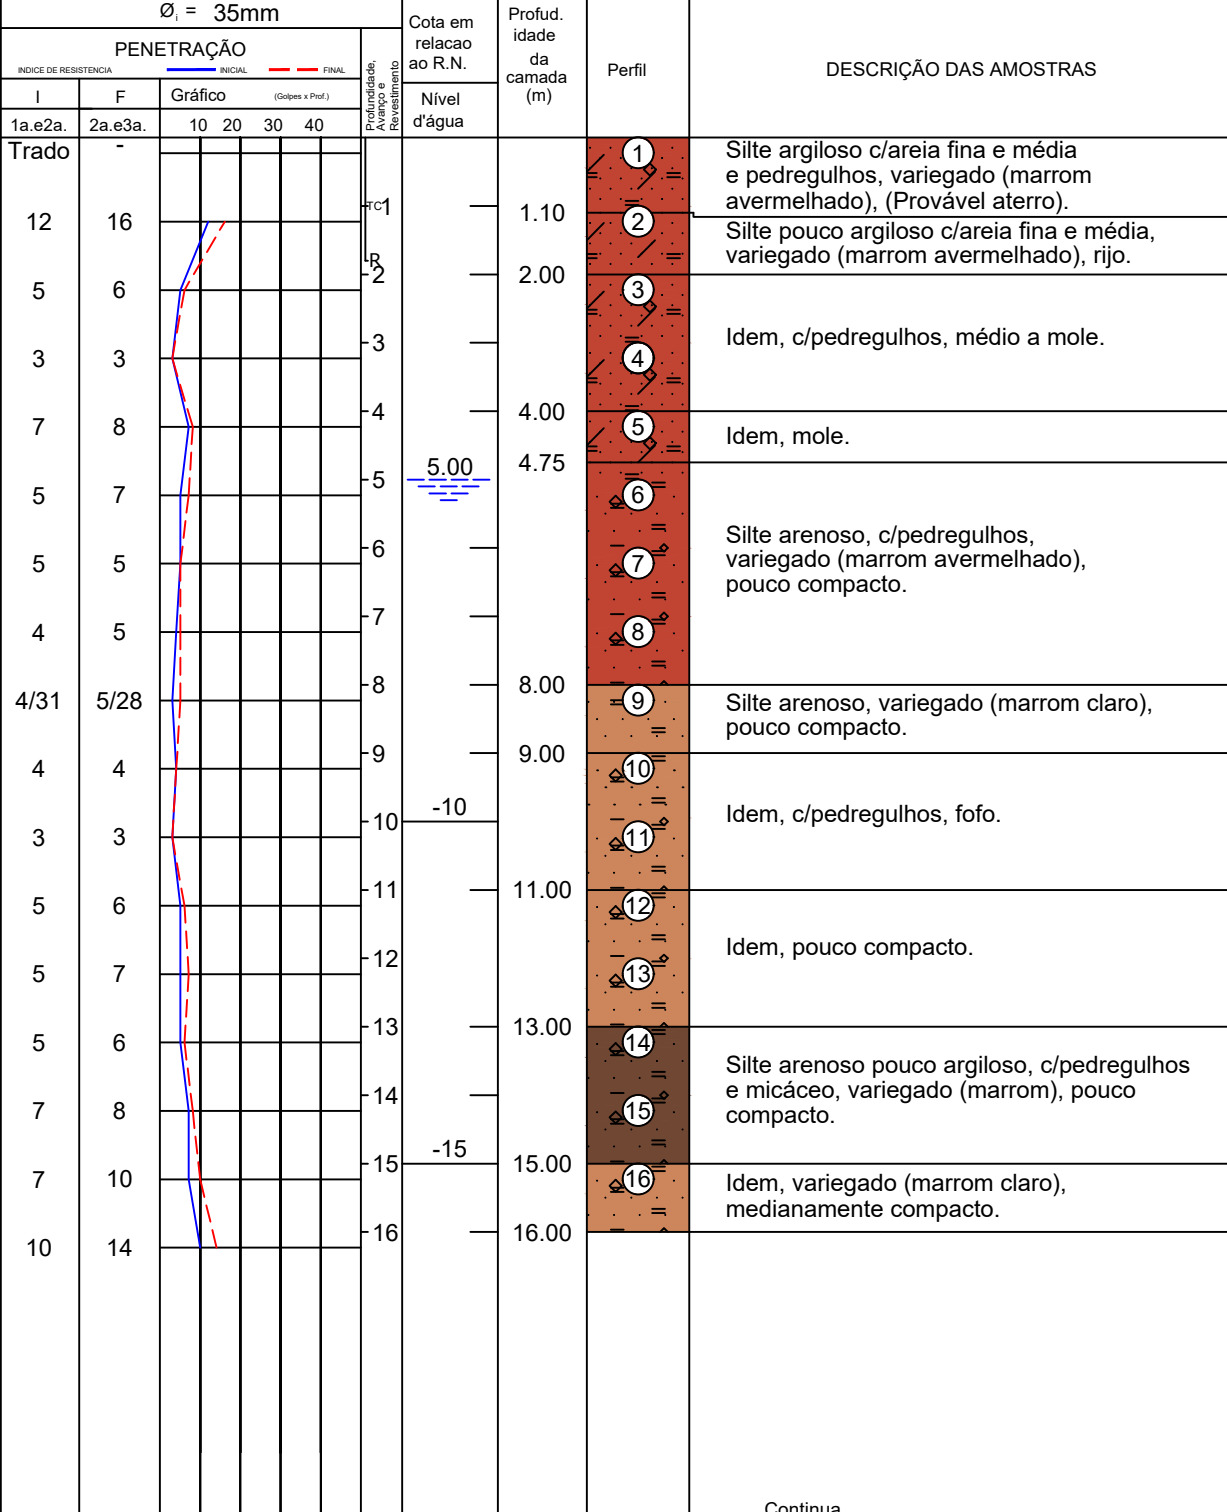 Ø i = 35mm
PENETRAÇÃO
INDICE DE RESISTENCIA INICIAL FINAL
I F Gráfico (Golpes x Prof.)
1a.e2a. 2a.e3a. 10 20 30 40
Profundidade,
Avanço e
Revestimento
Cota em
relacao
ao R.N.
Nível
d'água
Profud.
idade
da
camada
(m)
Perfil
DESCRIÇÃO DAS AMOSTRAS
Trado -
12 16
5 6
3 3
7 8
5 7
5 5
4 5
4/31 5/28
4 4
3 3
5 6
5 7
5 6
7 8
7 10
10 14
TC 1
R
2
3
4
5
6
7
8
9
10
11
12
13
14
15
16
5.00
-10
-15
1.10
2.00
4.00
4.75
8.00
9.00
11.00
13.00
15.00
16.00
1
2
3
4
5
6
7
8
9
10
11
12
13
14
15
16
Silte argiloso c/areia fina e média
e pedregulhos, variegado (marrom
avermelhado), (Provável aterro).
Silte pouco argiloso c/areia fina e média,
variegado (marrom avermelhado), rijo.
Idem, c/pedregulhos, médio a mole.
Idem, mole.
Silte arenoso, c/pedregulhos,
variegado (marrom avermelhado),
pouco compacto.
Silte arenoso, variegado (marrom claro),
pouco compacto.
Idem, c/pedregulhos, fofo.
Idem, pouco compacto.
Silte arenoso pouco argiloso, c/pedregulhos
e micáceo, variegado (marrom), pouco
compacto.
Idem, variegado (marrom claro),
medianamente compacto.
Continua